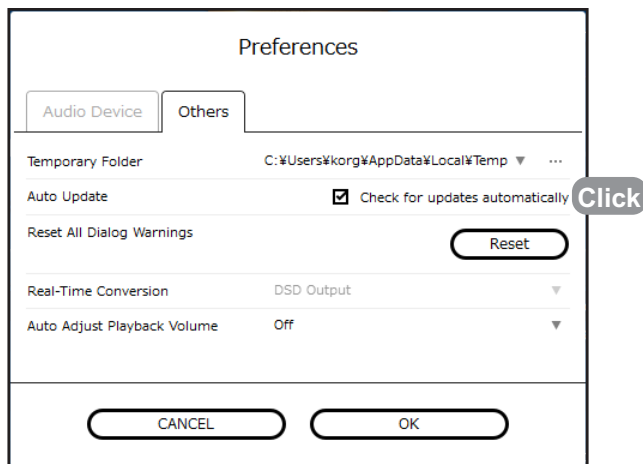 Preferences
Audio Device Others
Temporary Folder C:¥Users¥korg¥AppData¥Local¥Temp ▼ ...
Auto Update Check for updates automatically Click
Reset All Dialog Warnings Reset
Real-Time Conversion DSD Output ▼
Auto Adjust Playback Volume Off ▼
CANCEL OK